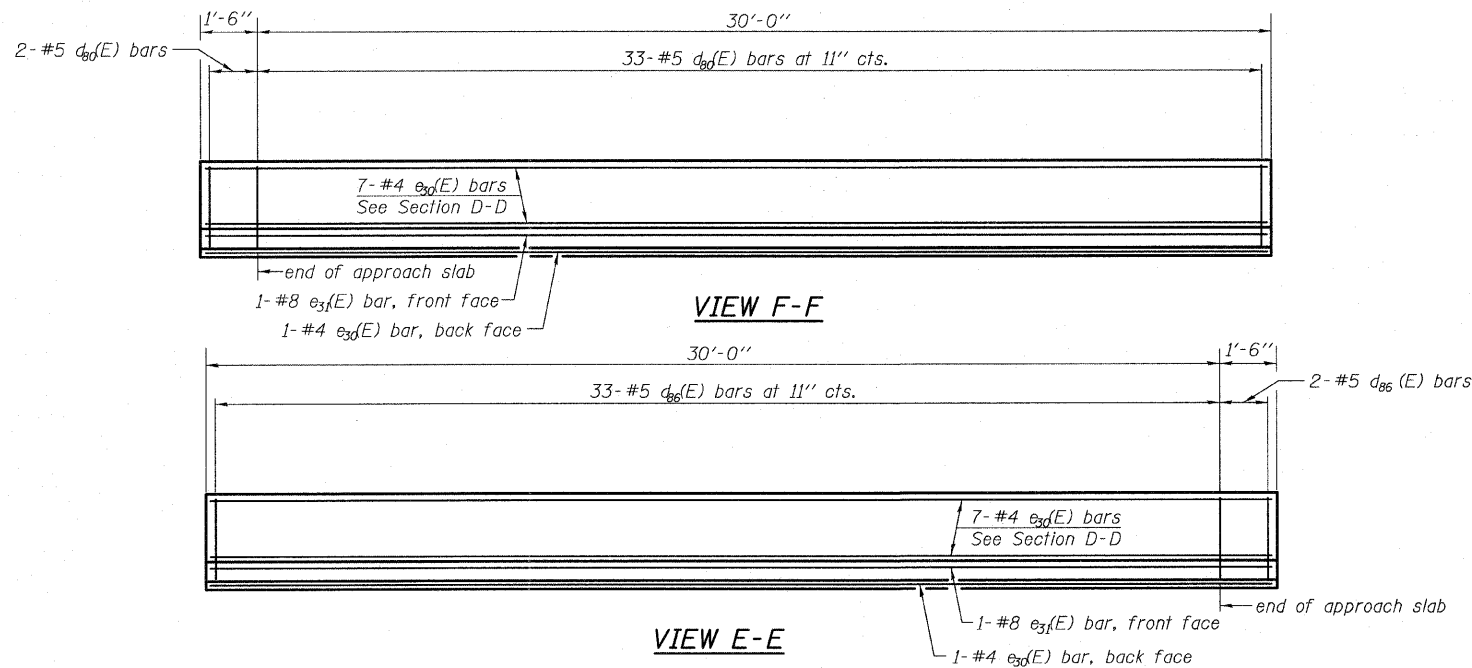 1'-6"
30'-0"
2-#5 d80(E) bars
33-#5 d80(E) bars at 11" cts.
7-#4 e30(E) bars
See Section D-D
end of approach slab
1-#8 e31(E) bar, front face
1-#4 e30(E) bar, back face
VIEW F-F
30'-0"
1'-6"
33-#5 d86(E) bars at 11" cts.
2-#5 d86 (E) bars
7-#4 e30(E) bars
See Section D-D
end of approach slab
1-#8 e31(E) bar, front face
1-#4 e30(E) bar, back face
VIEW E-E